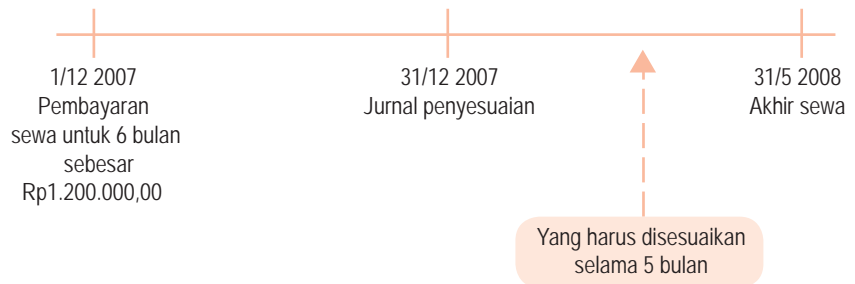 1/12 2007
Pembayaran
sewa untuk 6 bulan
sebesar
Rp1.200.000,00
31/12 2007
Jurnal penyesuaian
31/5 2008
Akhir sewa
Yang harus disesuaikan
selama 5 bulan